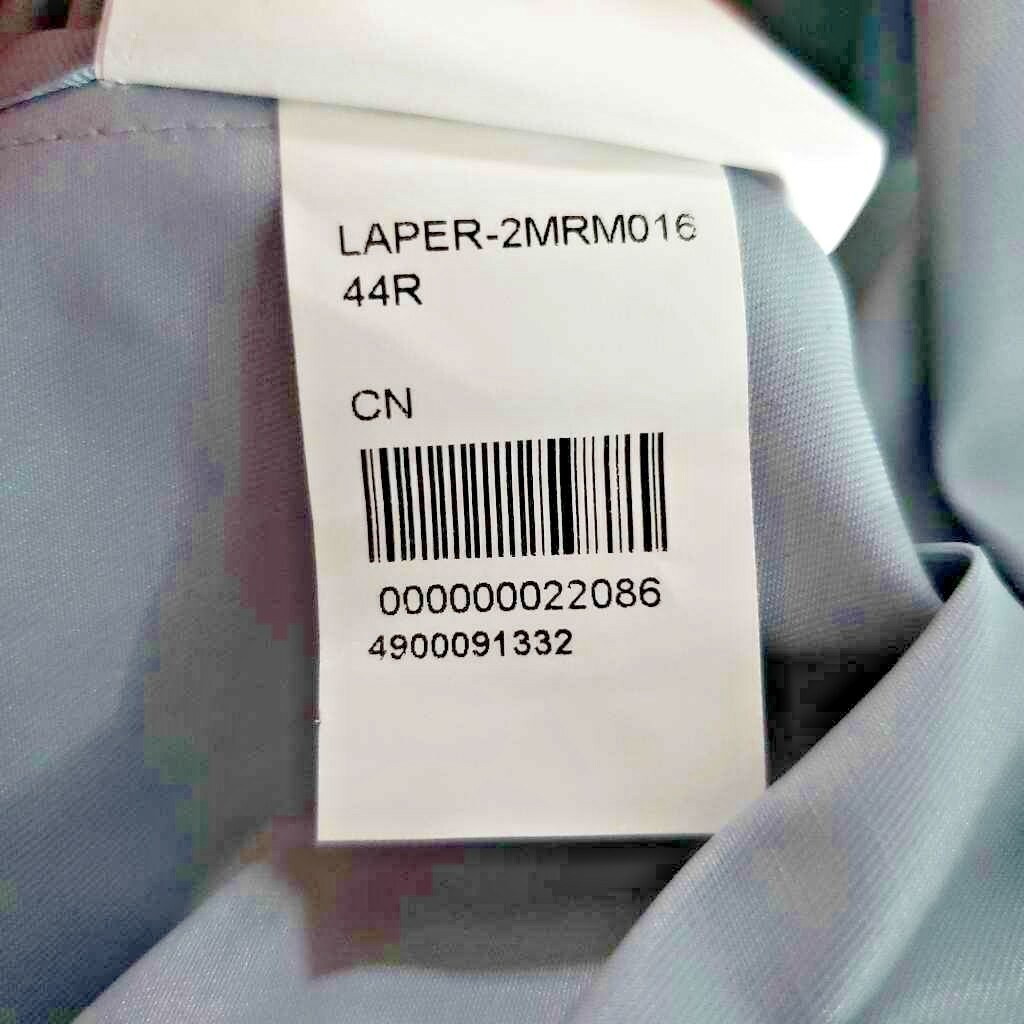 LAPER-2MRM016
44R
CN
000000022086
4900091332